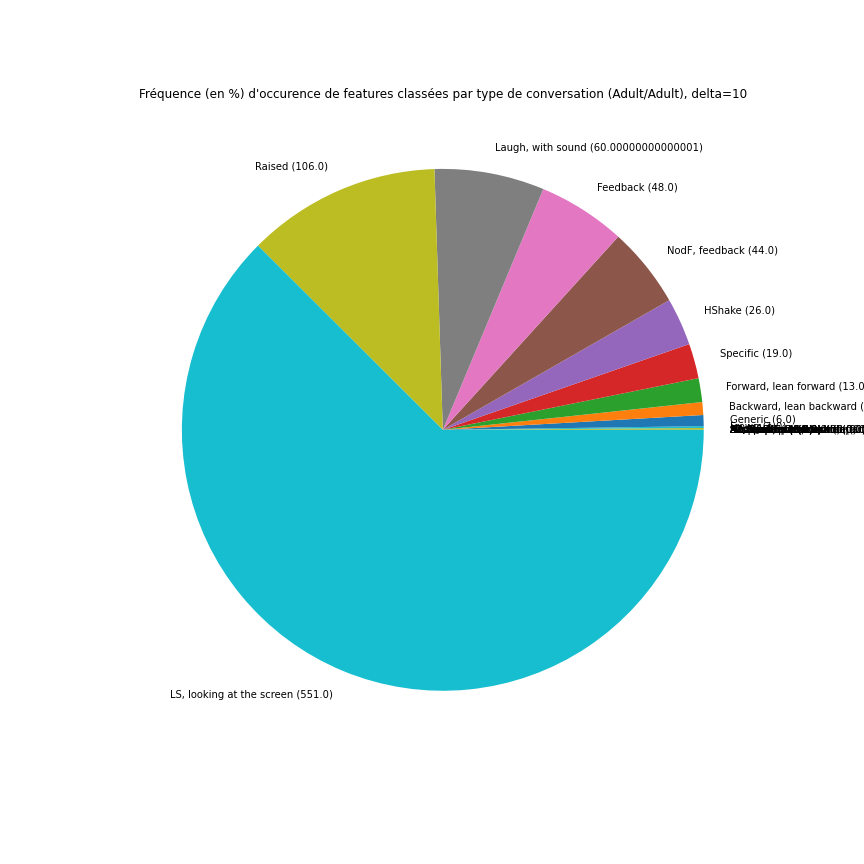 Fréquence (en %) d'occurence de features classées par type de conversation (Adult/Adult), delta=10
Laugh, with sound (60.00000000000001)
Raised (106.0)
Feedback (48.0)
NodF, feedback (44.0)
HShake (26.0)
Specific (19.0)
Forward, lean forward (13.0
Backward, lean backward (
Generic (6.0)
LS, looking at the screen (551.0)